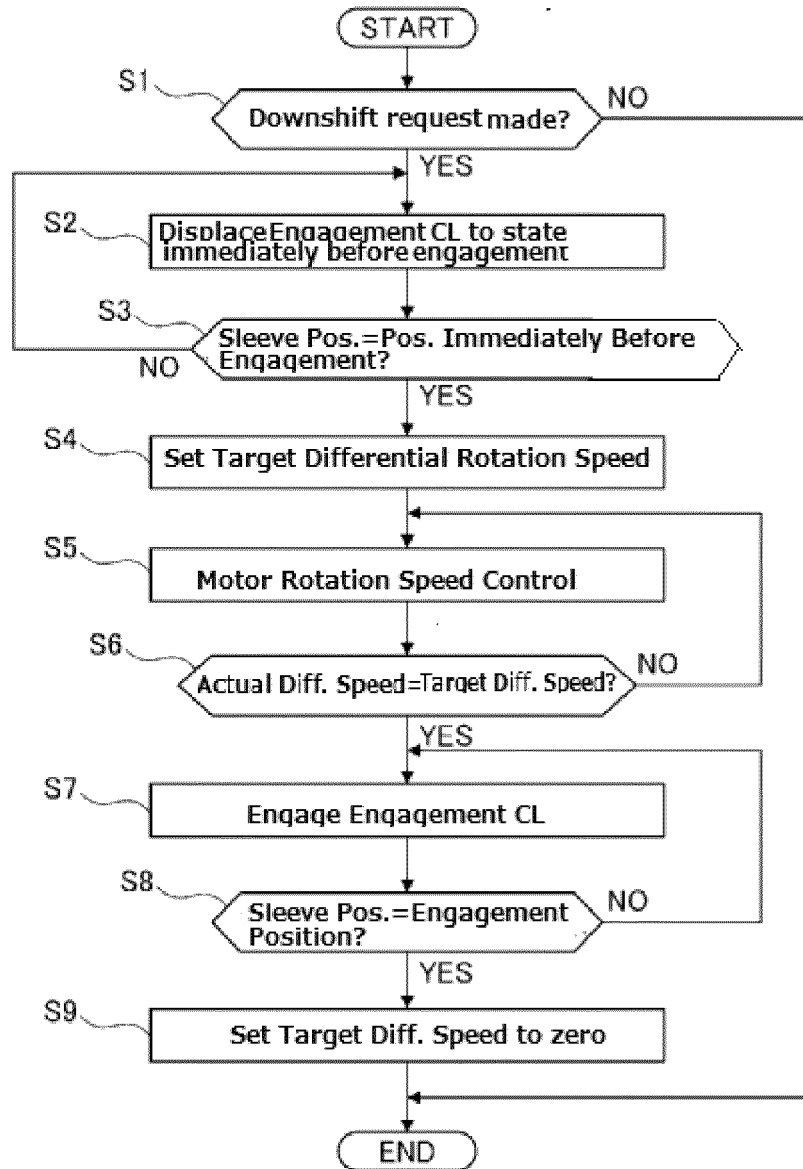 START
S1
Downshift request made?
NO
YES
S2
Displace Engagement CL to state
immediately before engagement
S3
Sleeve Pos.=Pos. Immediately Before
Engagement?
NO
YES
S4
Set Target Differential Rotation Speed
S5
Motor Rotation Speed Control
S6
Actual Diff. Speed=Target Diff. Speed?
NO
YES
S7
Engage Engagement CL
S8
Sleeve Pos.=Engagement
Position?
NO
YES
S9
Set Target Diff. Speed to zero
END